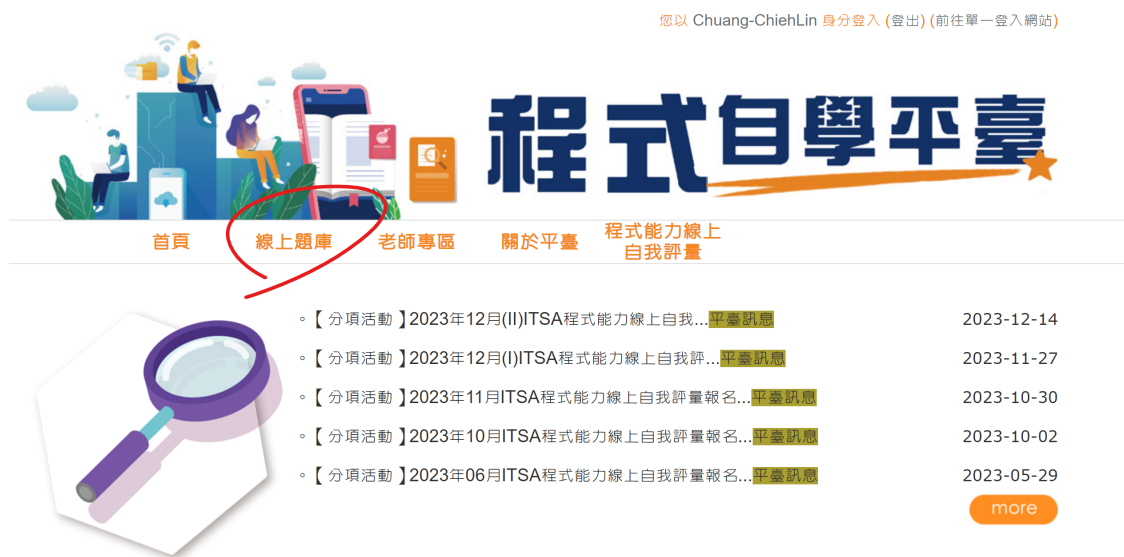 您以 Chuang-ChiehLin 身分登入 (登出) (前往單一登入網站)
程式自學平臺
首頁 線上題庫 老師專區 關於平臺 程式能力線上
自我評量
。【 分項活動 】2023年12月(II)ITSA程式能力線上自我...平臺訊息 2023-12-14
。【 分項活動 】2023年12月(I)ITSA程式能力線上自我評...平臺訊息 2023-11-27
。【 分項活動 】2023年11月ITSA程式能力線上自我評量報名...平臺訊息 2023-10-30
。【 分項活動 】2023年10月ITSA程式能力線上自我評量報名...平臺訊息 2023-10-02
。【 分項活動 】2023年06月ITSA程式能力線上自我評量報名...平臺訊息 2023-05-29
more